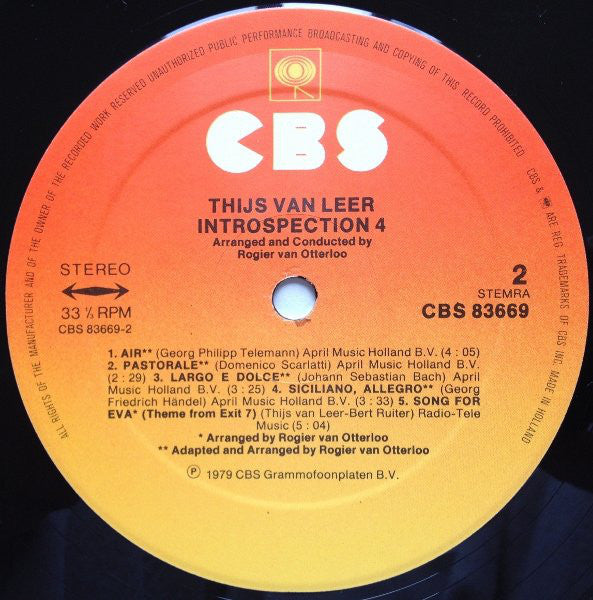 ALL RIGHTS OF THE MANUFACTURER AND OF THE OWNER OF THE RECORDED WORK RESERVED UNAUTHORIZED PUBLIC PERFORMANCE BROADCASTING AND COPYING OF THIS RECORD PROHIBITED
CBS & ARE REG. TRADEMARKS OF CBS INC. MADE IN HOLLAND
CBS
THIJS VAN LEER
INTROSPECTION 4
Arranged and Conducted by
Rogier van Otterloo
STEREO
33 ⅓ RPM
CBS 83669-2
2
STEMRA
CBS 83669
1. AIR** (Georg Philipp Telemann) April Music Holland B.V. (4 : 05)
2. PASTORALE** (Domenico Scarlatti) April Music Holland B.V.
(2 : 29) 3. LARGO E DOLCE** (Johann Sebastian Bach) April
Music Holland B.V. (3 : 25) 4. SICILIANO, ALLEGRO** (Georg
Friedrich Händel) April Music Holland B.V. (3 : 33) 5. SONG FOR
EVA* (Theme from Exit 7) (Thijs van Leer-Bert Ruiter) Radio-Tele
Music (5 : 04)
* Arranged by Rogier van Otterloo
** Adapted and Arranged by Rogier van Otterloo
℗ 1979 CBS Grammofoonplaten B.V.